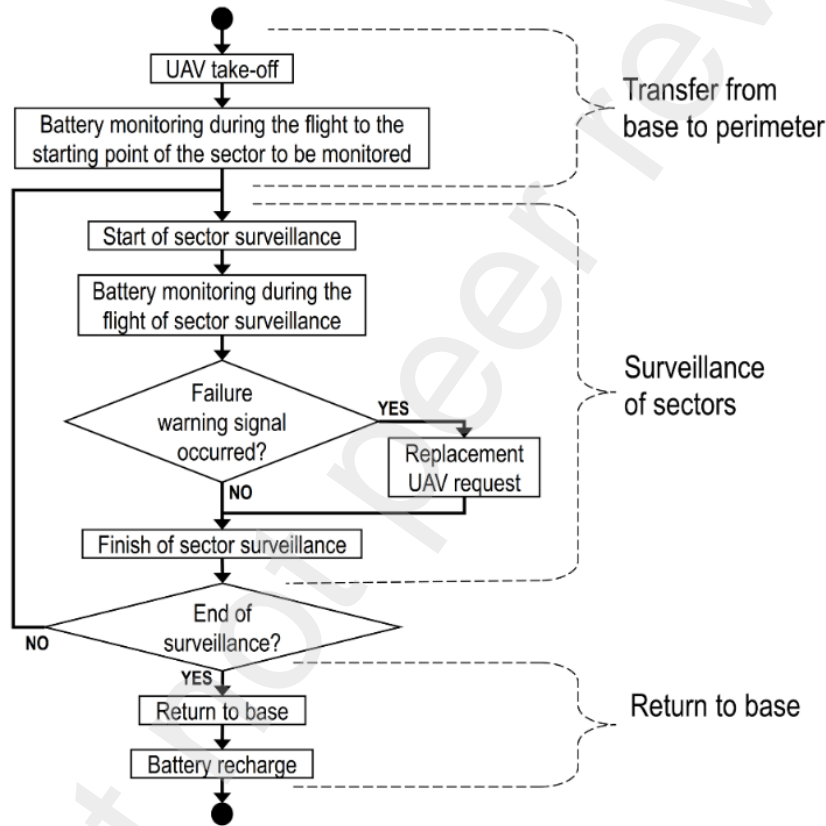 UAV take-off
Battery monitoring during the flight to the
starting point of the sector to be monitored
Transfer from
base to perimeter
Start of sector surveillance
Battery monitoring during the
flight of sector surveillance
Failure
warning signal
occurred?
YES
Replacement
UAV request
NO
Finish of sector surveillance
Surveillance
of sectors
End of
surveillance?
NO
YES
Return to base
Battery recharge
Return to base
not peer rev